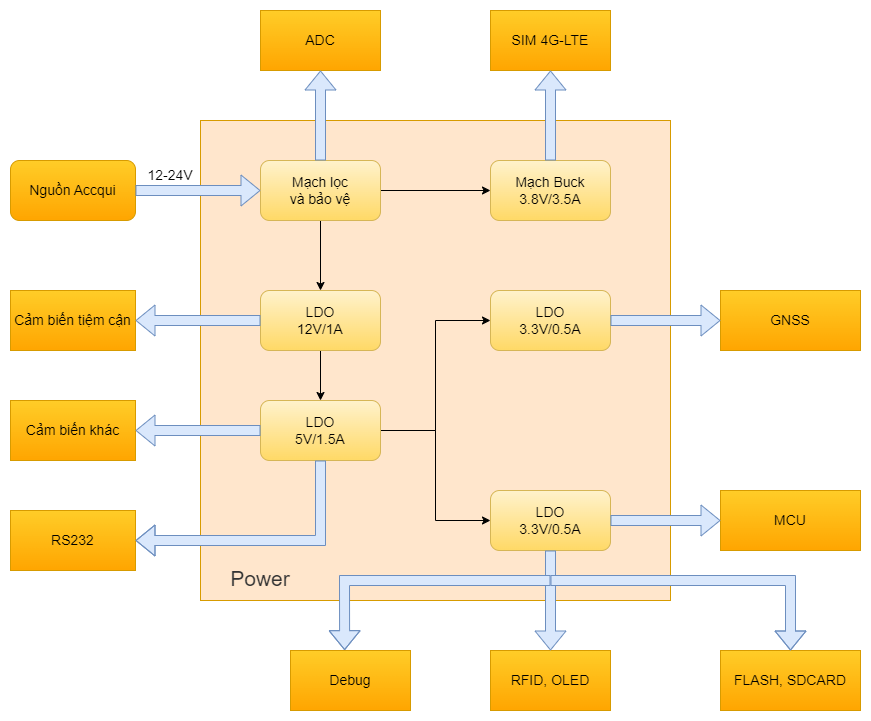 ADC
SIM 4G-LTE
12-24V
Nguồn Accqui
Mạch lọc
và bảo vệ
Mạch Buck
3.8V/3.5A
Cảm biến tiệm cận
LDO
12V/1A
LDO
3.3V/0.5A
GNSS
Cảm biến khác
LDO
5V/1.5A
RS232
LDO
3.3V/0.5A
MCU
Power
Debug
RFID, OLED
FLASH, SDCARD